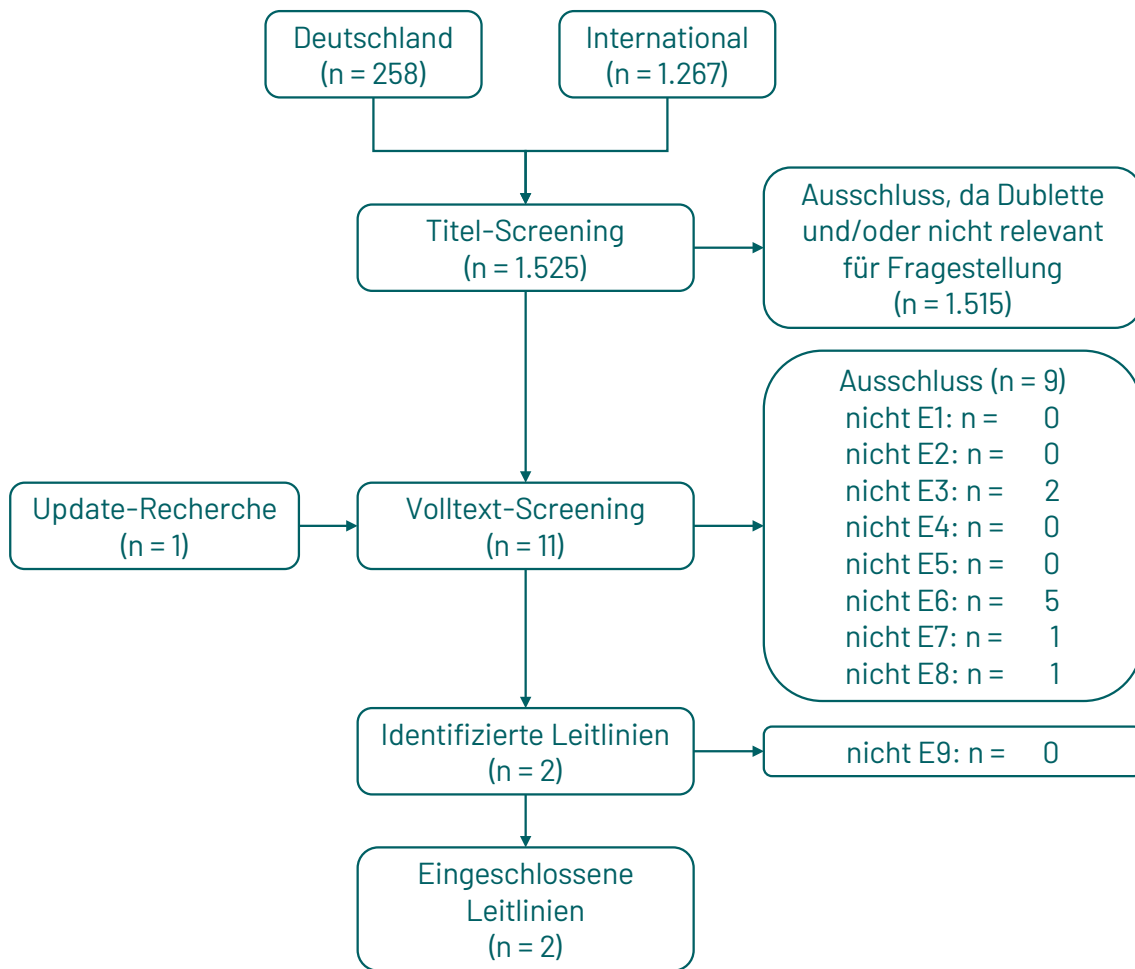 Deutschland
(n = 258)
International
(n = 1.267)
Titel-Screening
(n = 1.525)
Ausschluss, da Dublette
und/oder nicht relevant
für Fragestellung
(n = 1.515)
Ausschluss (n = 9)
nicht E1: n = 0
nicht E2: n = 0
nicht E3: n = 2
nicht E4: n = 0
nicht E5: n = 0
nicht E6: n = 5
nicht E7: n = 1
nicht E8: n = 1
Update-Recherche
(n = 1)
Volltext-Screening
(n = 11)
Identifizierte Leitlinien
(n = 2)
nicht E9: n = 0
Eingeschlossene
Leitlinien
(n = 2)